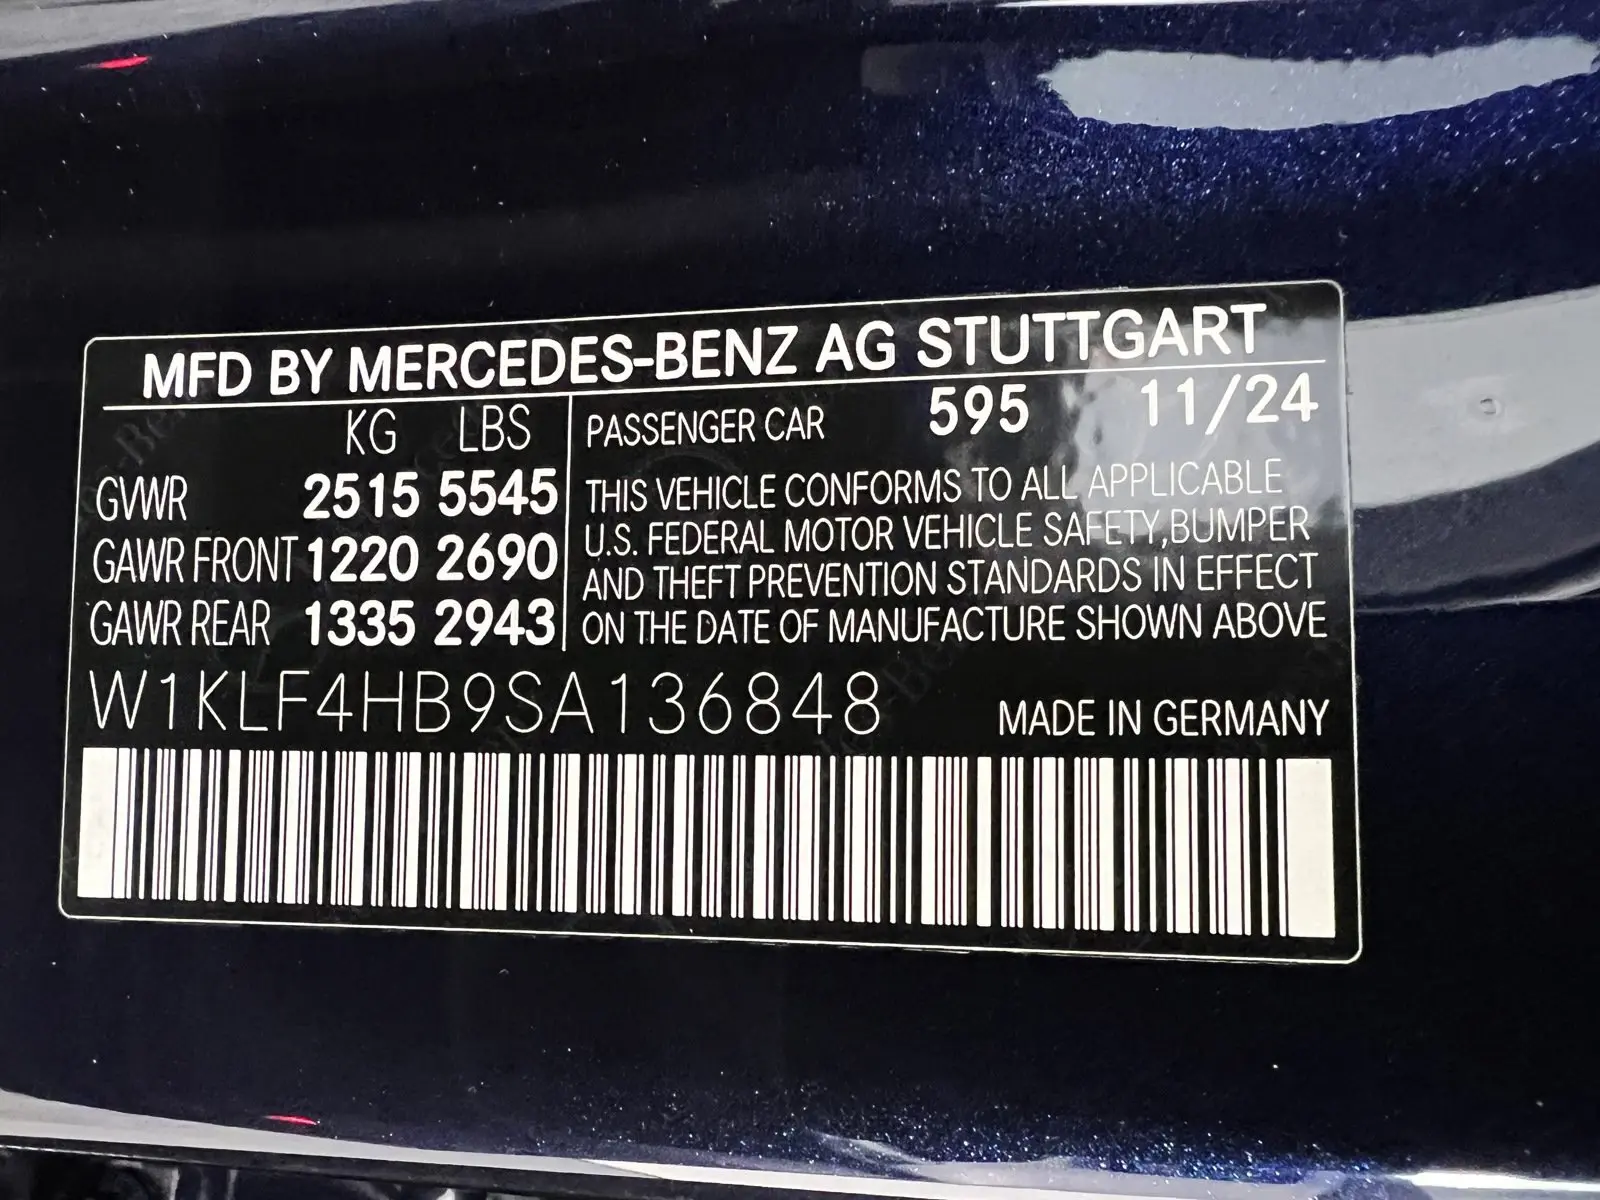 MFD BY MERCEDES-BENZ AG STUTTGART
KG LBS
GVWR 2515 5545
GAWR FRONT 1220 2690
GAWR REAR 1335 2943
PASSENGER CAR 595 11/24
THIS VEHICLE CONFORMS TO ALL APPLICABLE
U.S. FEDERAL MOTOR VEHICLE SAFETY,BUMPER
AND THEFT PREVENTION STANDARDS IN EFFECT
ON THE DATE OF MANUFACTURE SHOWN ABOVE
W1KLF4HB9SA136848
MADE IN GERMANY